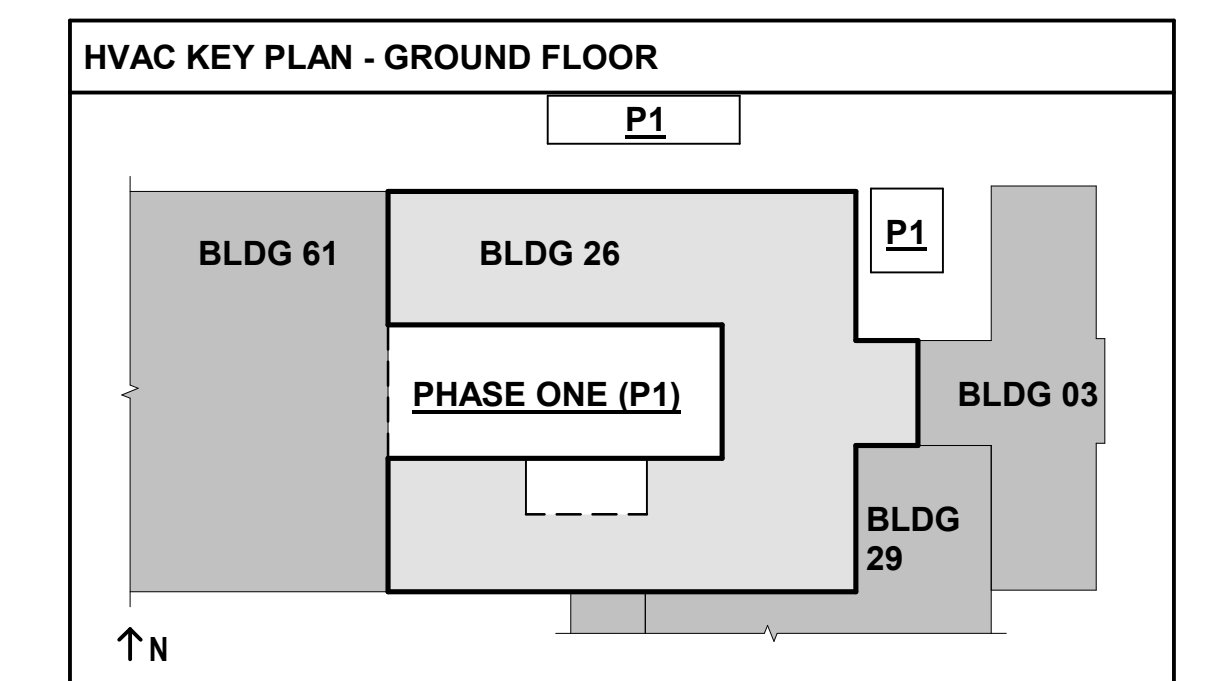 HVAC KEY PLAN - GROUND FLOOR
P1
P1
BLDG 61
BLDG 26
PHASE ONE (P1)
BLDG 03
BLDG
29
N